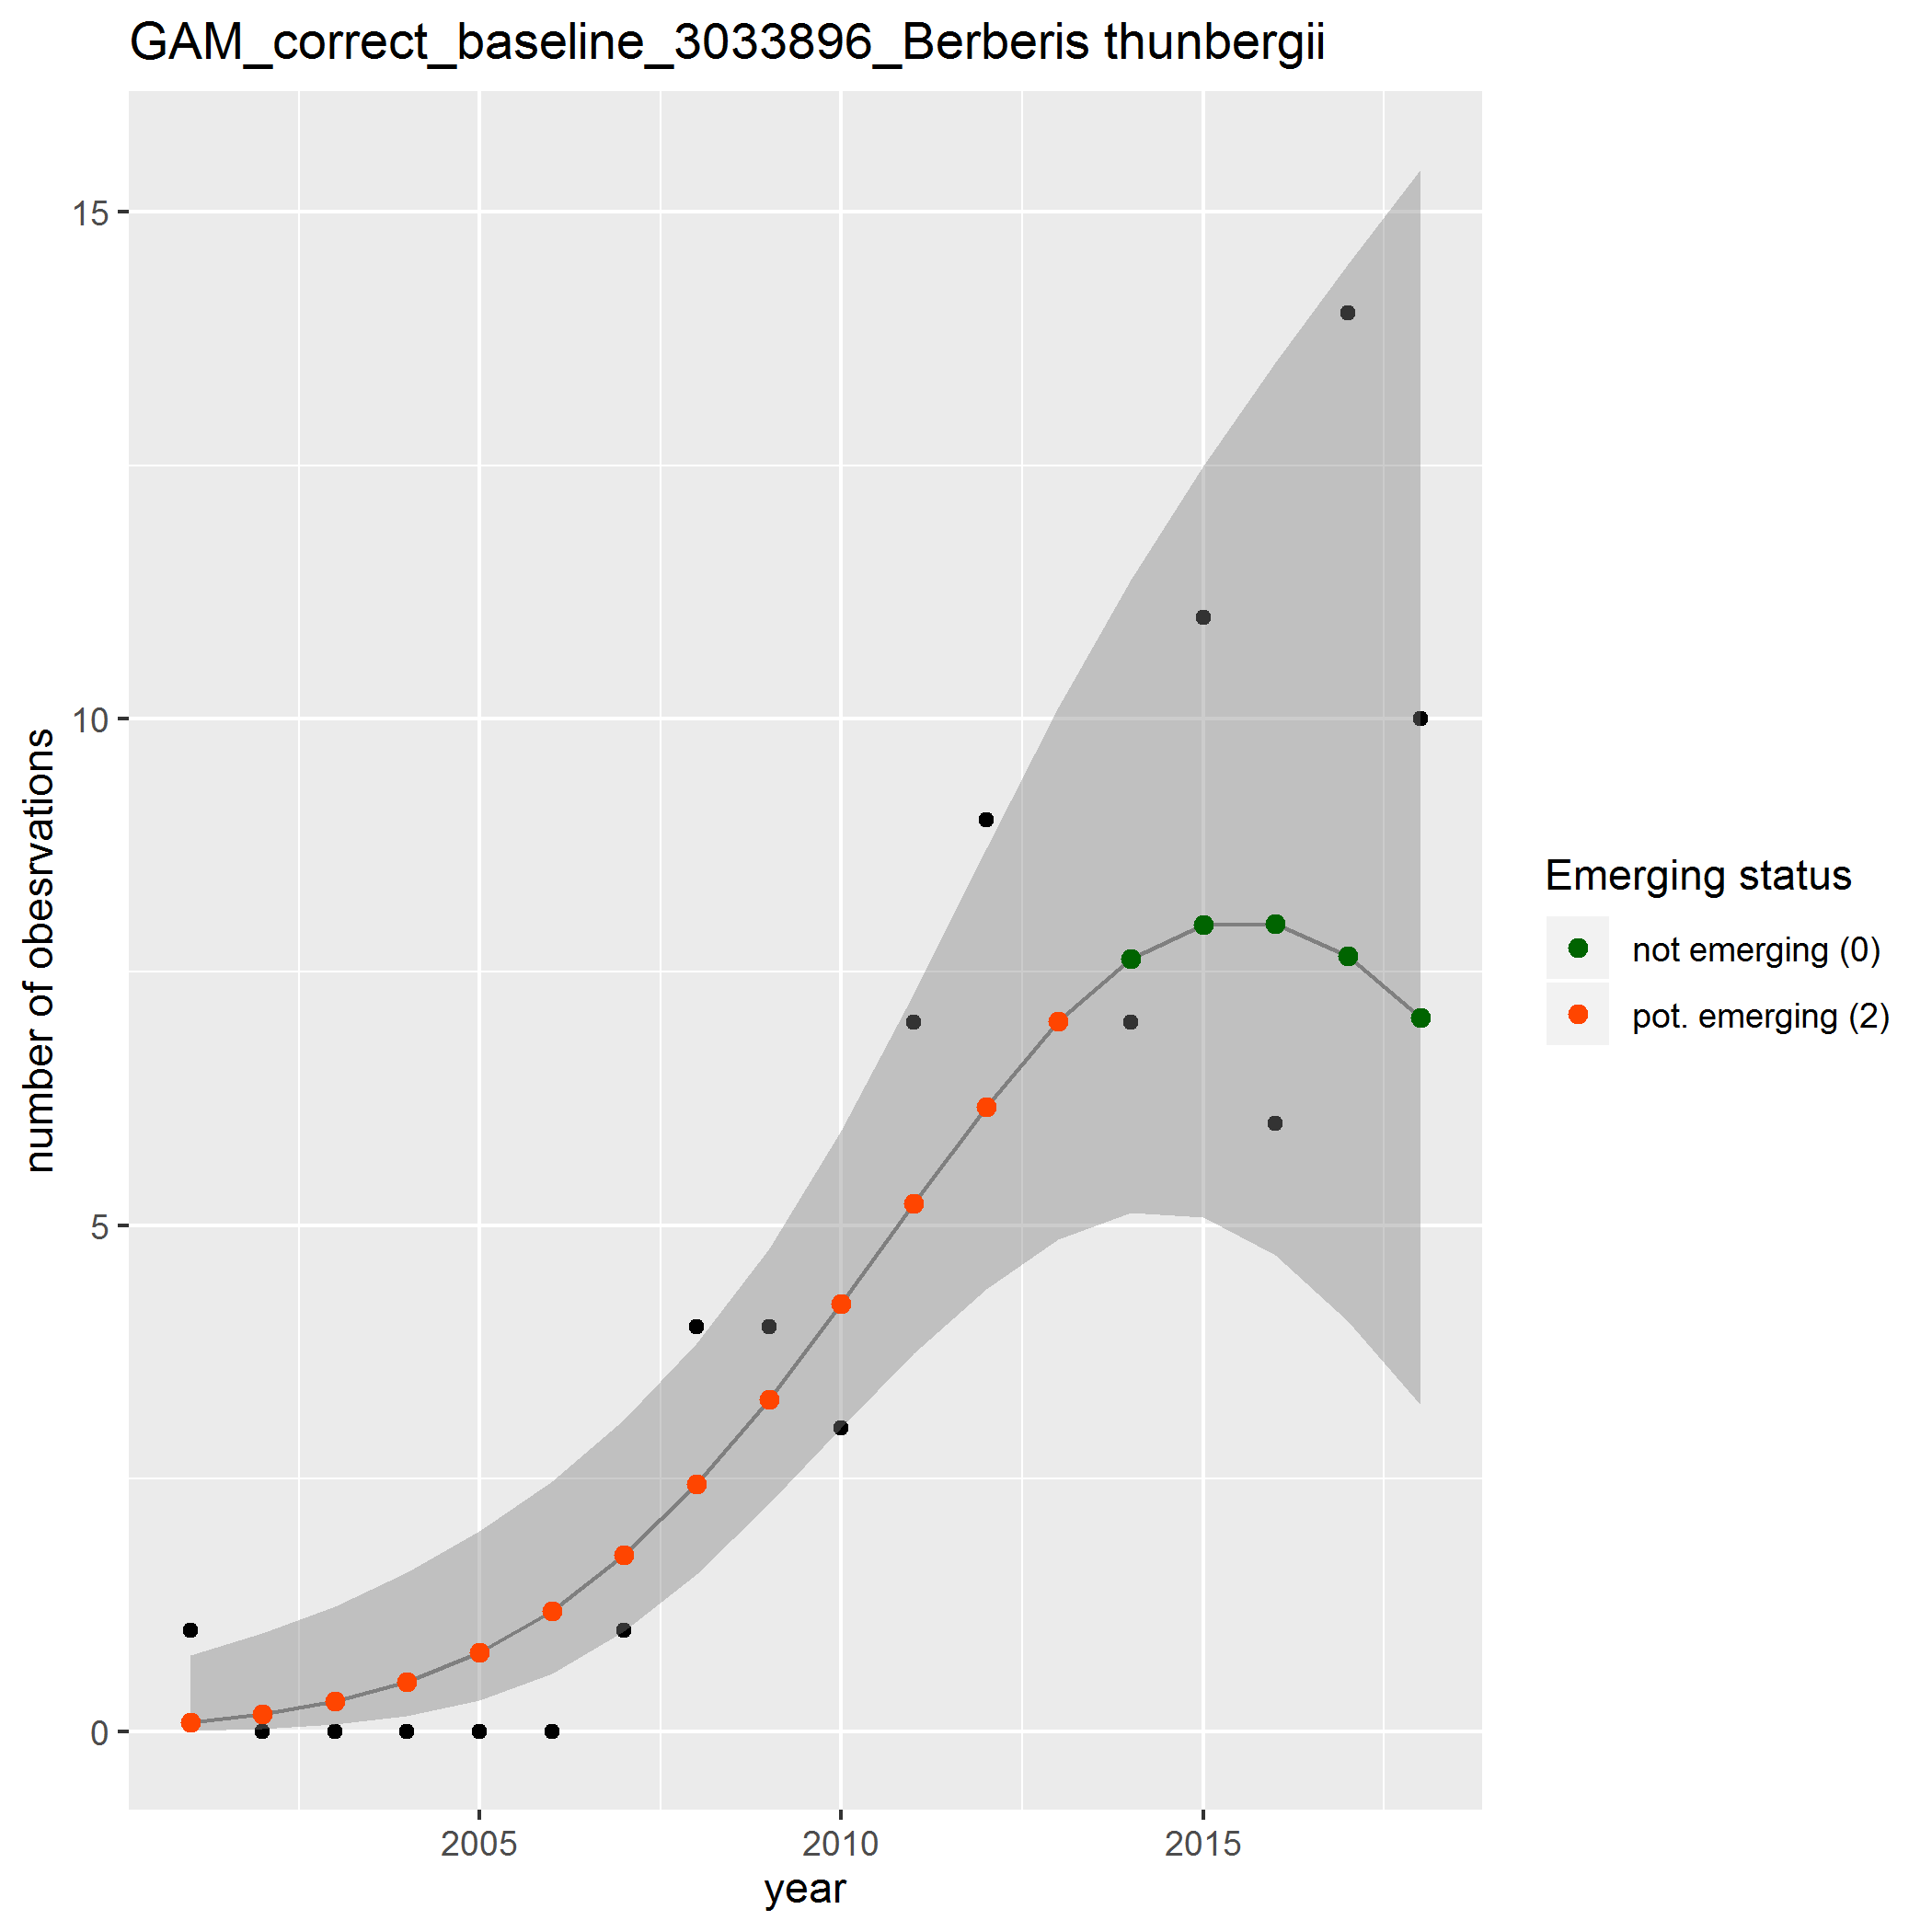 GAM_correct_baseline_3033896_Berberis thunbergii
15
10
5
0
number of obesrvations
2005
2010
2015
year
Emerging status
not emerging (0)
pot. emerging (2)